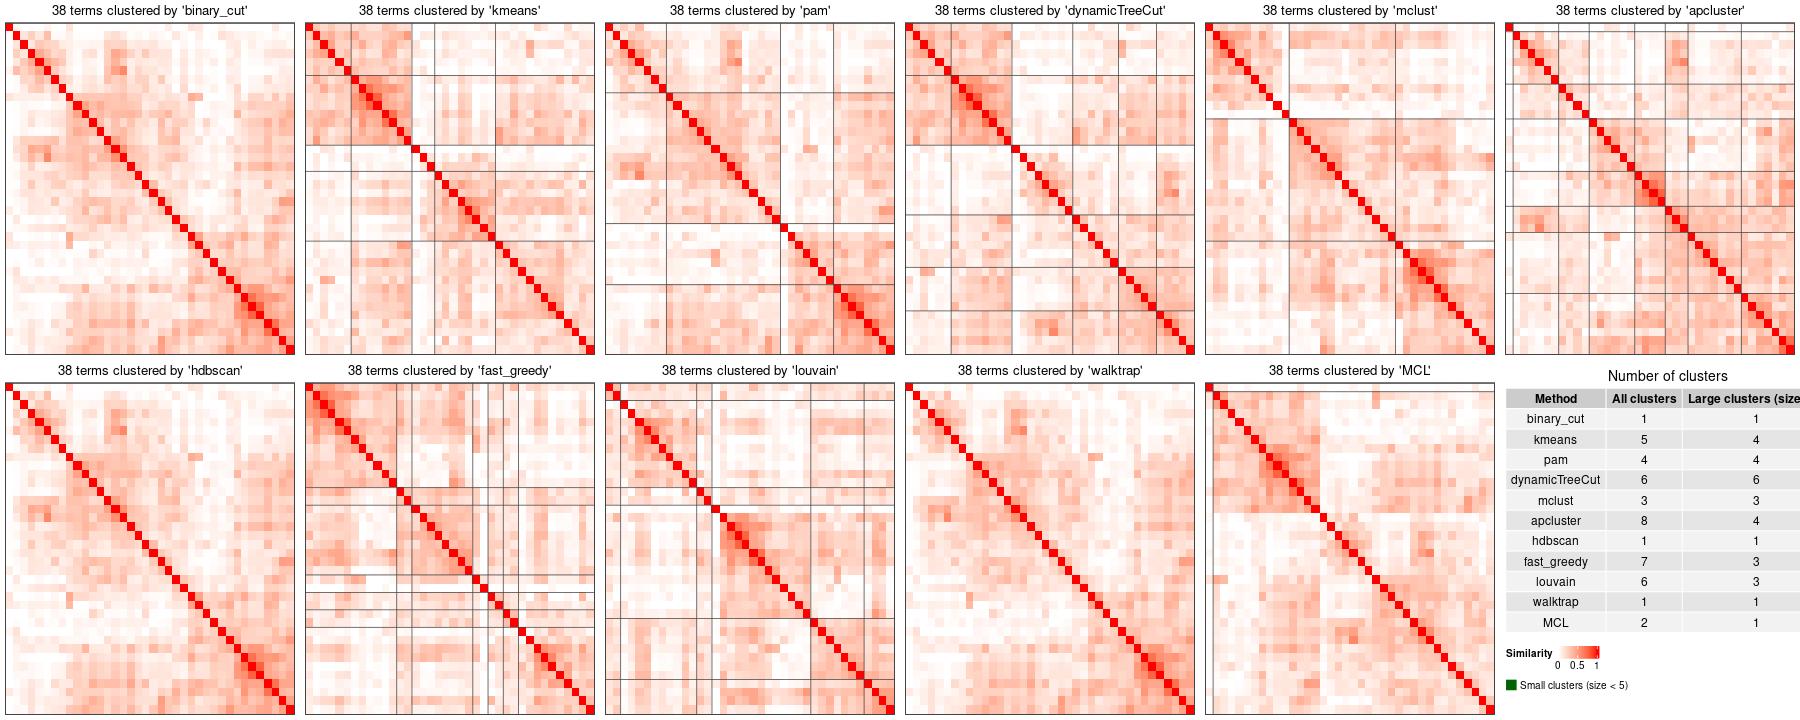 38 terms clustered by 'binary_cut'
38 terms clustered by 'kmeans'
38 terms clustered by 'pam'
38 terms clustered by 'dynamicTreeCut'
38 terms clustered by 'mclust'
38 terms clustered by 'apcluster'
38 terms clustered by 'hdbscan'
38 terms clustered by 'fast_greedy'
38 terms clustered by 'louvain'
38 terms clustered by 'walktrap'
38 terms clustered by 'MCL'
Number of clusters
Method All clusters Large clusters (size
binary_cut 1 1
kmeans 5 4
pam 4 4
dynamicTreeCut 6 6
mclust 3 3
apcluster 8 4
hdbscan 1 1
fast_greedy 7 3
louvain 6 3
walktrap 1 1
MCL 2 1
Similarity
0 0.5 1
Small clusters (size < 5)